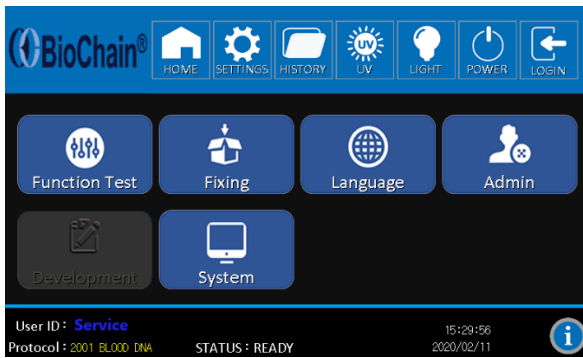 BioChain®
HOME SETTINGS HISTORY UV UV LIGHT POWER LOGIN
Function Test Fixing Language Admin
Development System
User ID : Service 15:29:56
Protocol : 2001 BLOOD DNA STATUS : READY 2020/02/11 i